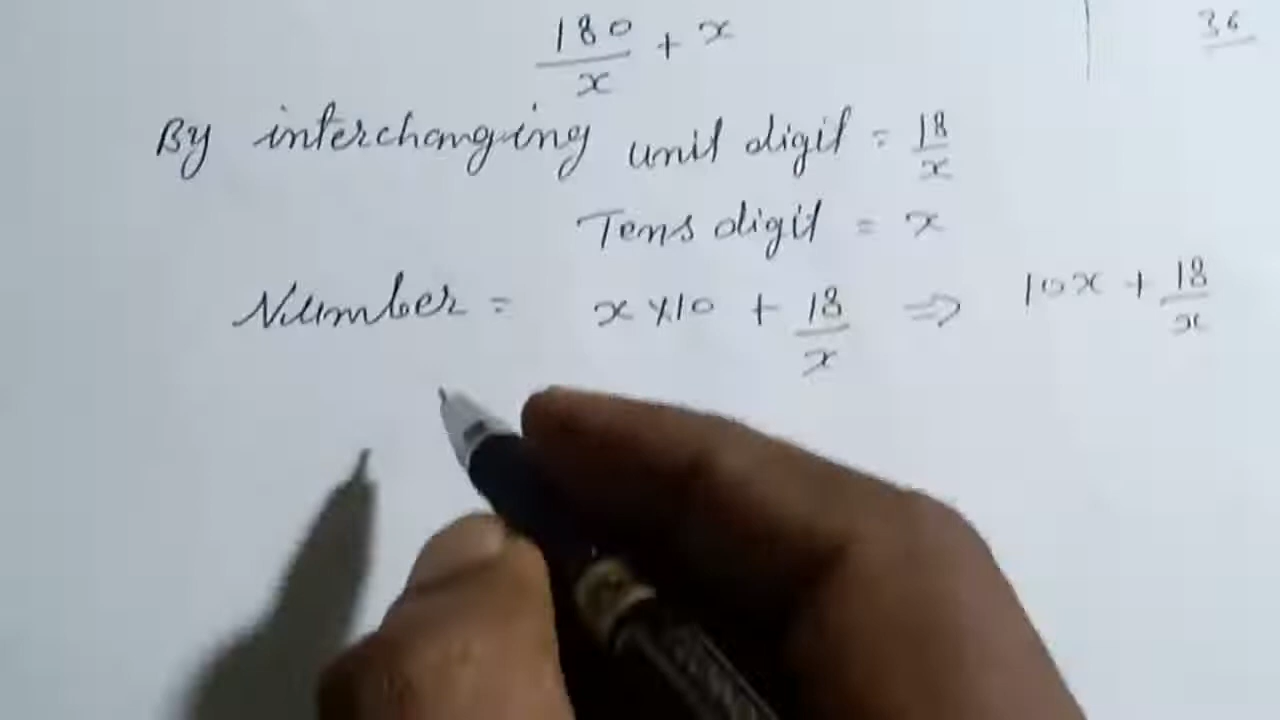 180/x + x
36
By interchanging unit digit = 18/x
Tens digit = x
Number = x × 10 + 18/x ⇒ 10x + 18/x